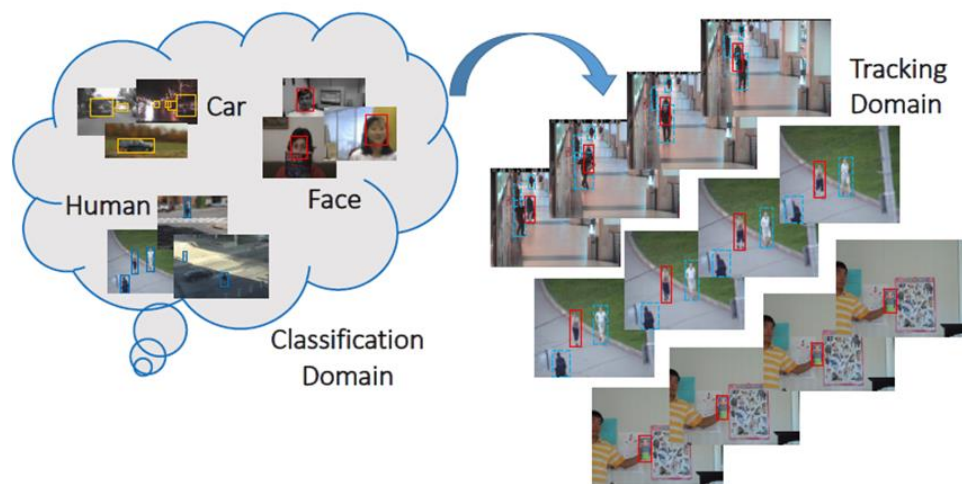 Car
Face
Human
Classification
Domain
Tracking
Domain